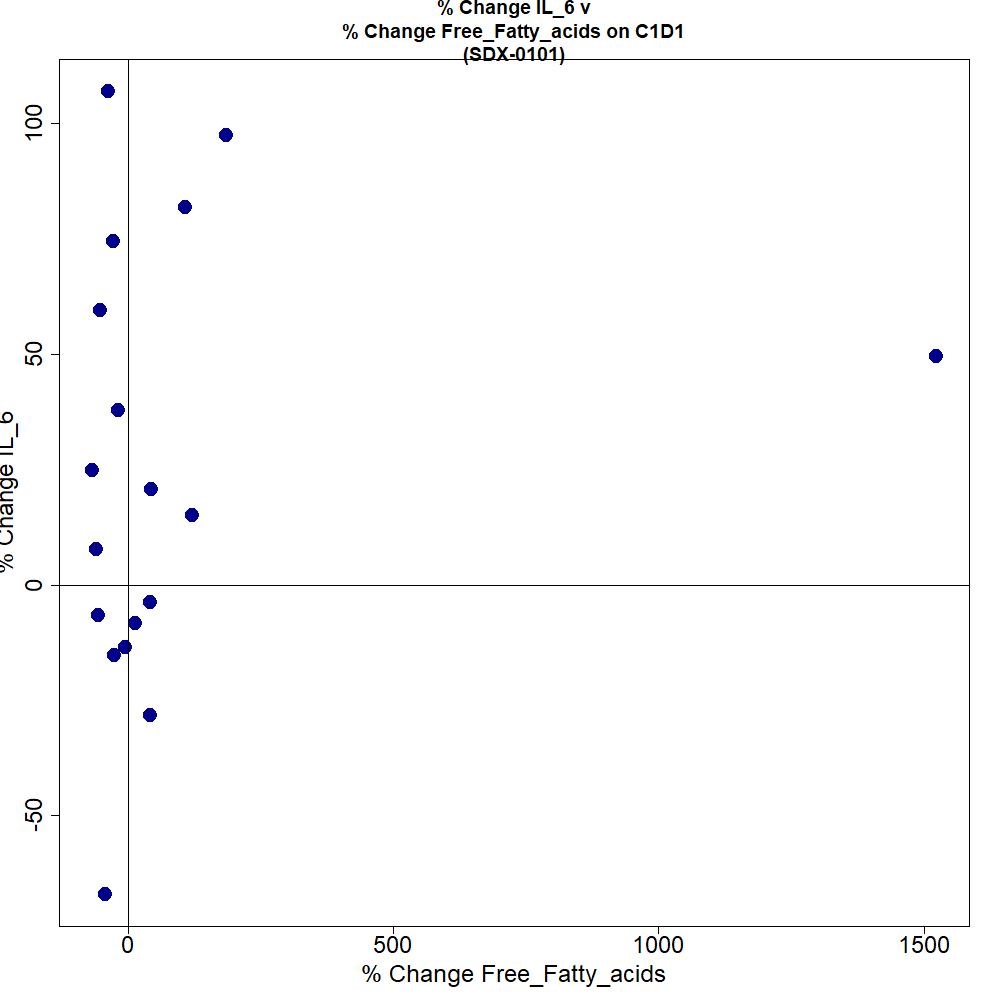 % Change IL_6 v
% Change Free_Fatty_acids on C1D1
(SDX-0101)
100
50
0
-50
% Change IL_6
0 500 1000 1500
% Change Free_Fatty_acids